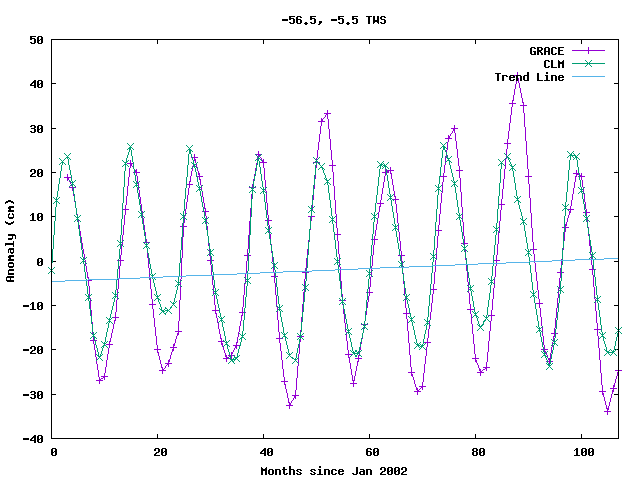 -56.5, -5.5 TWS
GRACE
CLM
Trend Line
50
40
30
20
10
0
-10
-20
-30
-40
Anomaly (cm)
0 20 40 60 80 100
Months since Jan 2002